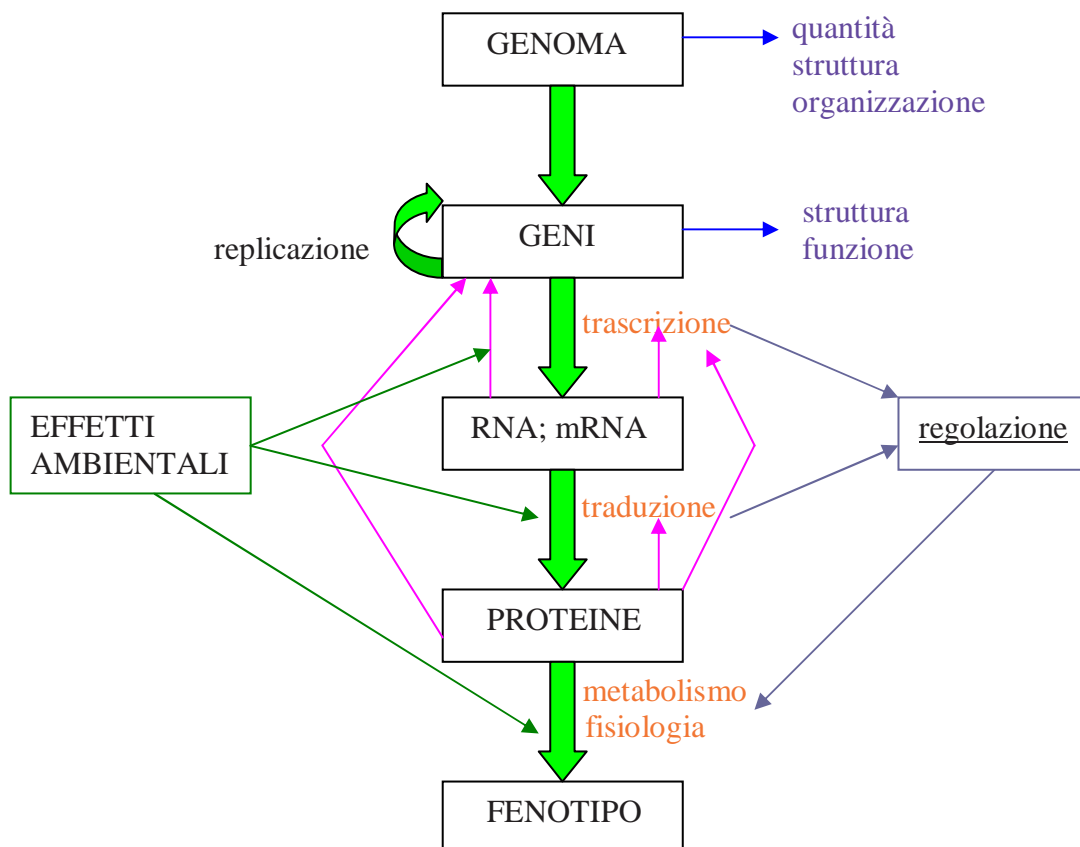 GENOMA
quantità
struttura
organizzazione
replicazione
GENI
struttura
funzione
trascrizione
EFFETTI
AMBIENTALI
RNA; mRNA
regolazione
traduzione
PROTEINE
metabolismo
fisiologia
FENOTIPO